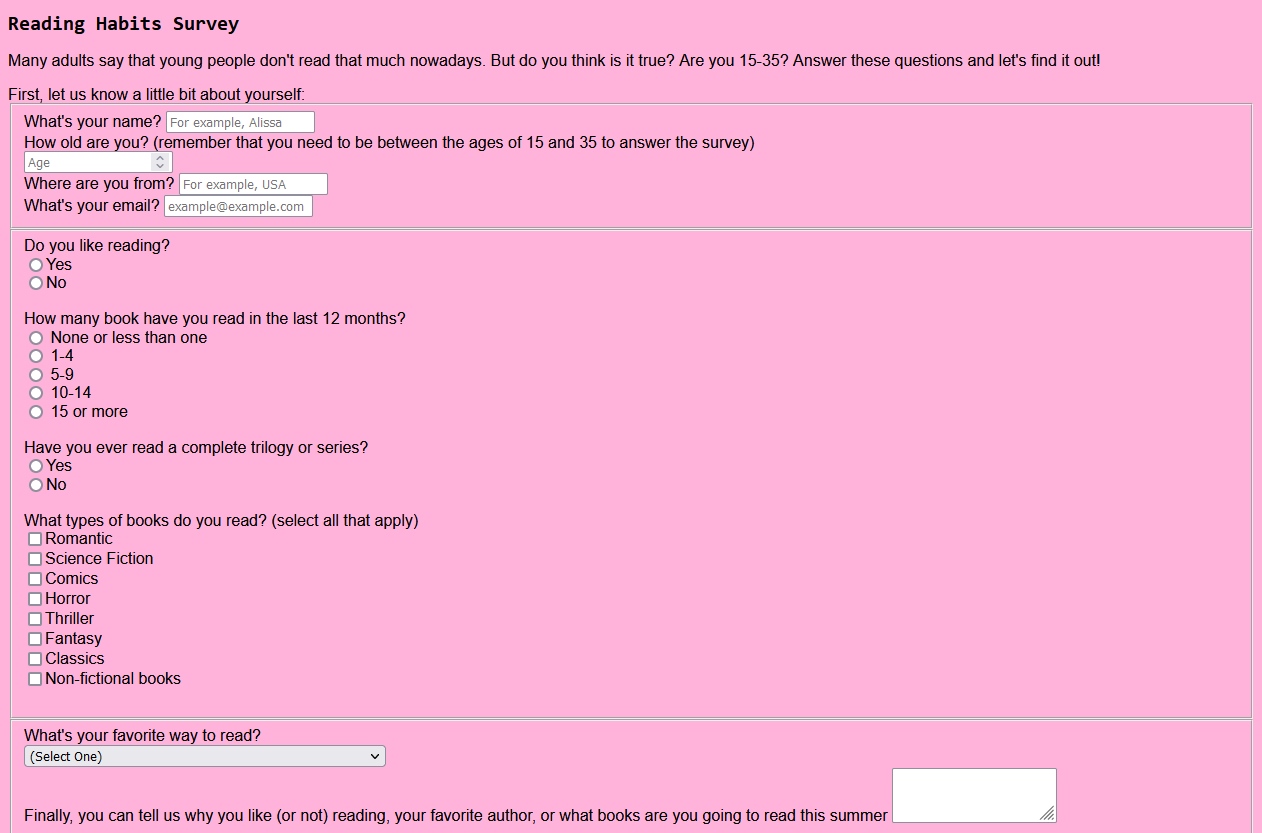 Reading Habits Survey
Many adults say that young people don't read that much nowadays. But do you think is it true? Are you 15-35? Answer these questions and let's find it out!
First, let us know a little bit about yourself:
What's your name? For example, Alissa
How old are you? (remember that you need to be between the ages of 15 and 35 to answer the survey)
Age
Where are you from? For example, USA
What's your email? example@example.com
Do you like reading?
Yes
No
How many book have you read in the last 12 months?
None or less than one
1-4
5-9
10-14
15 or more
Have you ever read a complete trilogy or series?
Yes
No
What types of books do you read? (select all that apply)
Romantic
Science Fiction
Comics
Horror
Thriller
Fantasy
Classics
Non-fictional books
What's your favorite way to read?
(Select One)
Finally, you can tell us why you like (or not) reading, your favorite author, or what books are you going to read this summer